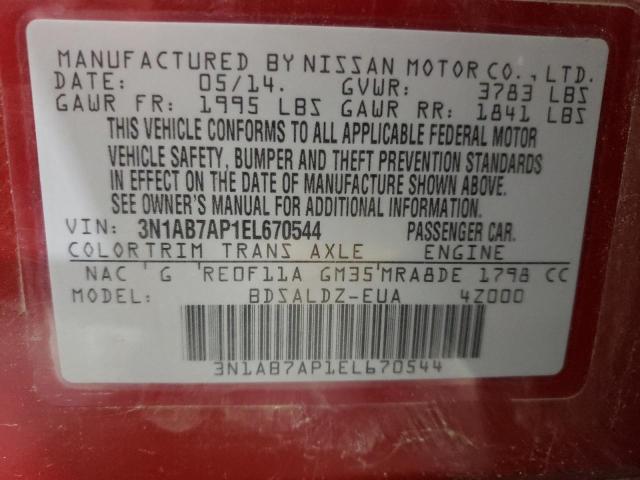 MANUFACTURED BY NISSAN MOTOR CO., LTD.
DATE: 05/14. GVWR: 3783 LBS
GAWR FR: 1995 LBS GAWR RR: 1841 LBS
THIS VEHICLE CONFORMS TO ALL APPLICABLE FEDERAL MOTOR
VEHICLE SAFETY, BUMPER AND THEFT PREVENTION STANDARDS
IN EFFECT ON THE DATE OF MANUFACTURE SHOWN ABOVE.
SEE OWNER'S MANUAL FOR ADDITIONAL INFORMATION.
VIN: 3N1AB7AP1EL670544 PASSENGER CAR.
COLOR TRIM TRANS AXLE ENGINE
NAC G RE0F11A GM35 MRA8DE 1798 CC
MODEL: BDSALDZ-EUA 4Z000
3N1AB7AP1EL670544